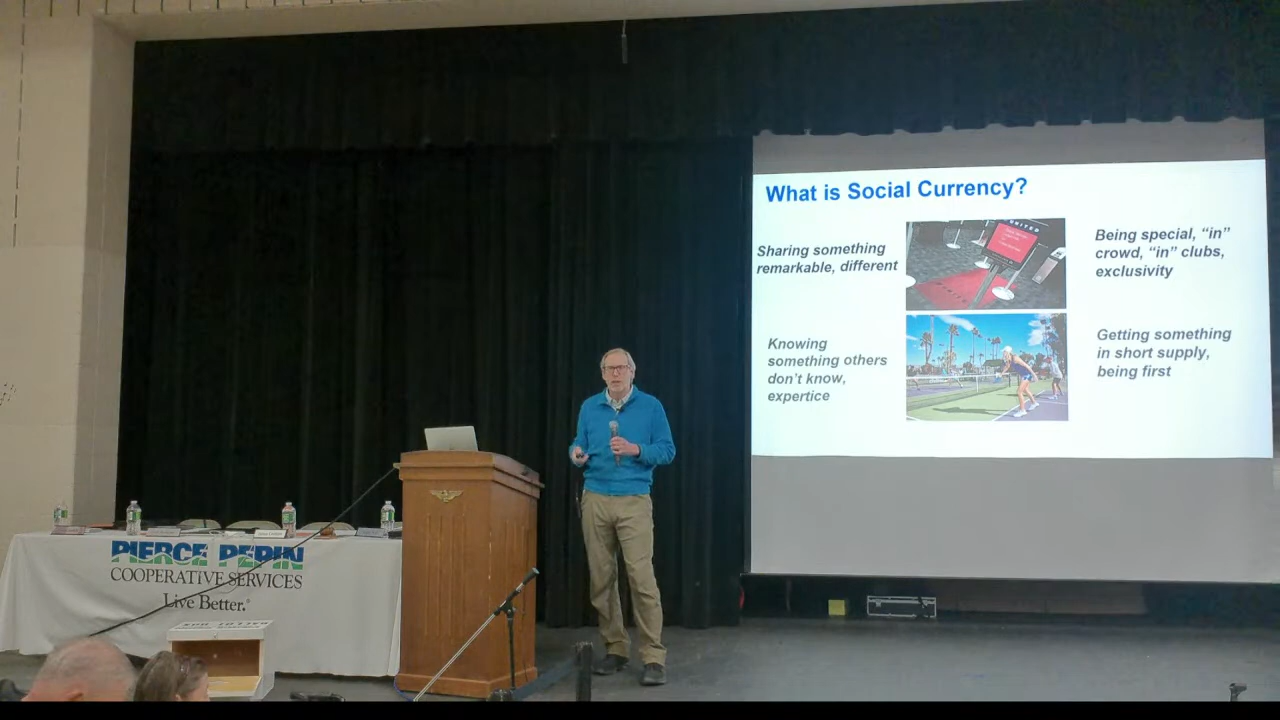 What is Social Currency?
Sharing something
remarkable, different
Being special, "in"
crowd, "in" clubs,
exclusivity
UNITED
Knowing
something others
don't know,
expertice
Getting something
in short supply,
being first
PIERCE PEPIN
COOPERATIVE SERVICES
Live Better.®